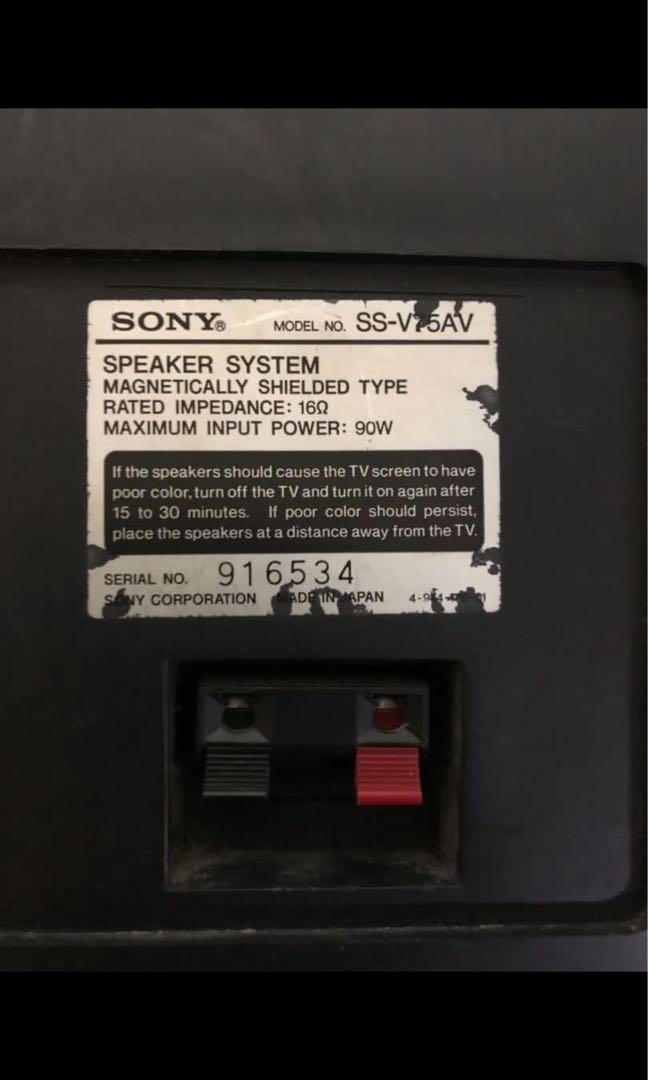 SONY® MODEL NO. SS-V75AV
SPEAKER SYSTEM
MAGNETICALLY SHIELDED TYPE
RATED IMPEDANCE: 16Ω
MAXIMUM INPUT POWER: 90W
If the speakers should cause the TV screen to have
poor color, turn off the TV and turn it on again after
15 to 30 minutes. If poor color should persist,
place the speakers at a distance away from the TV.
SERIAL NO. 916534
SONY CORPORATION MADE IN JAPAN